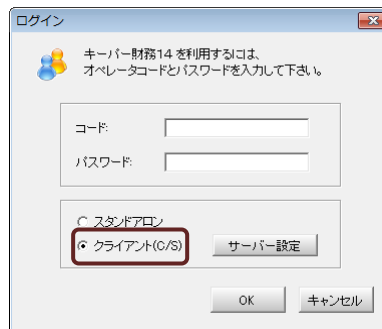 ログイン
キーパー財務14 を利用するには、
オペレータコードとパスワードを入力して下さい。
コード:
パスワード:
スタンドアロン
クライアント(C/S)
サーバー設定
OK
キャンセル